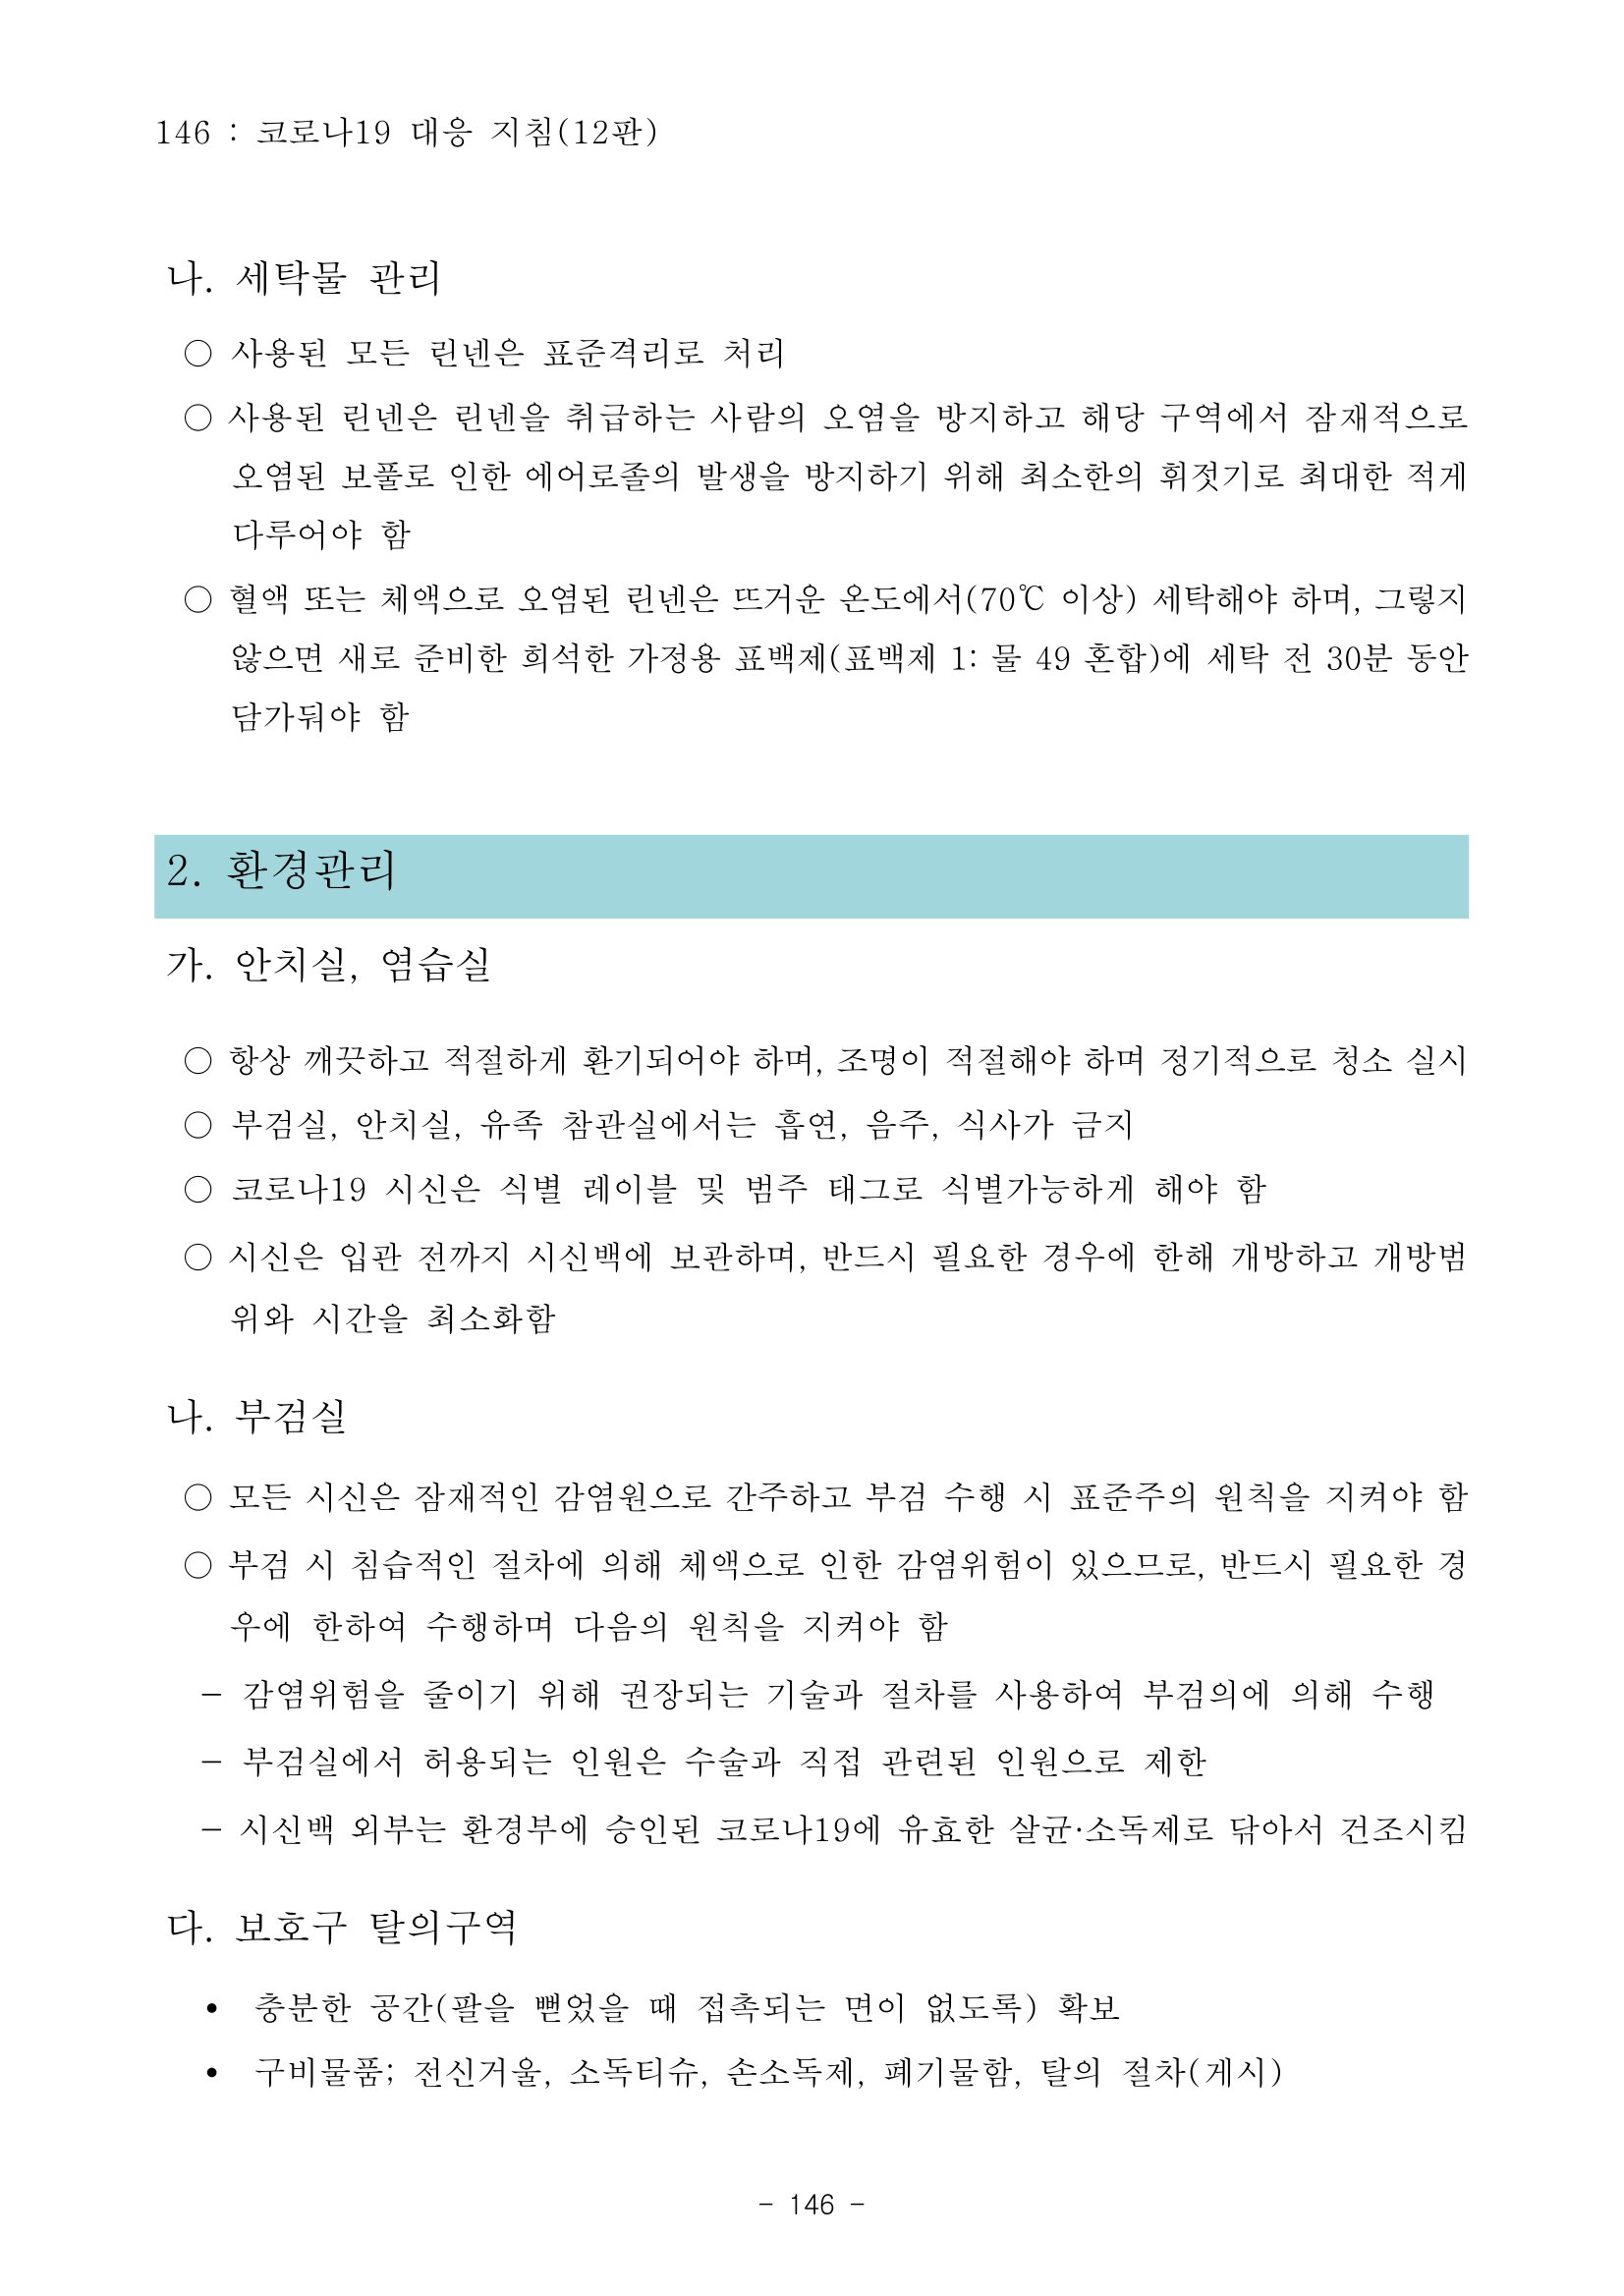 146 : 코로나19 대응 지침(12판)
나. 세탁물 관리
○ 사용된 모든 린넨은 표준격리로 처리
○ 사용된 린넨은 린넨을 취급하는 사람의 오염을 방지하고 해당 구역에서 잠재적으로
오염된 보풀로 인한 에어로졸의 발생을 방지하기 위해 최소한의 휘젓기로 최대한 적게
다루어야 함
○ 혈액 또는 체액으로 오염된 린넨은 뜨거운 온도에서(70℃ 이상) 세탁해야 하며, 그렇지
않으면 새로 준비한 희석한 가정용 표백제(표백제 1: 물 49 혼합)에 세탁 전 30분 동안
담가둬야 함
2. 환경관리
가. 안치실, 염습실
○ 항상 깨끗하고 적절하게 환기되어야 하며, 조명이 적절해야 하며 정기적으로 청소 실시
○ 부검실, 안치실, 유족 참관실에서는 흡연, 음주, 식사가 금지
○ 코로나19 시신은 식별 레이블 및 범주 태그로 식별가능하게 해야 함
○ 시신은 입관 전까지 시신백에 보관하며, 반드시 필요한 경우에 한해 개방하고 개방범
위와 시간을 최소화함
나. 부검실
○ 모든 시신은 잠재적인 감염원으로 간주하고 부검 수행 시 표준주의 원칙을 지켜야 함
○ 부검 시 침습적인 절차에 의해 체액으로 인한 감염위험이 있으므로, 반드시 필요한 경
우에 한하여 수행하며 다음의 원칙을 지켜야 함
- 감염위험을 줄이기 위해 권장되는 기술과 절차를 사용하여 부검의에 의해 수행
- 부검실에서 허용되는 인원은 수술과 직접 관련된 인원으로 제한
- 시신백 외부는 환경부에 승인된 코로나19에 유효한 살균·소독제로 닦아서 건조시킴
다. 보호구 탈의구역
• 충분한 공간(팔을 뻗었을 때 접촉되는 면이 없도록) 확보
• 구비물품; 전신거울, 소독티슈, 손소독제, 폐기물함, 탈의 절차(게시)
- 146 -